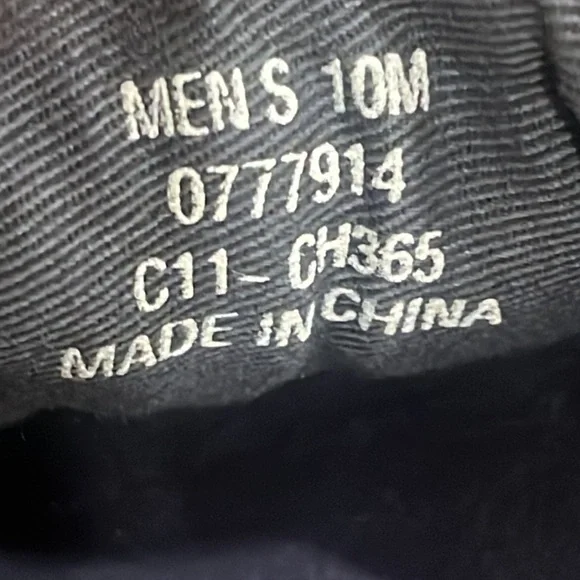 MEN S 10M
0777914
C11-CH365
MADE IN CHINA